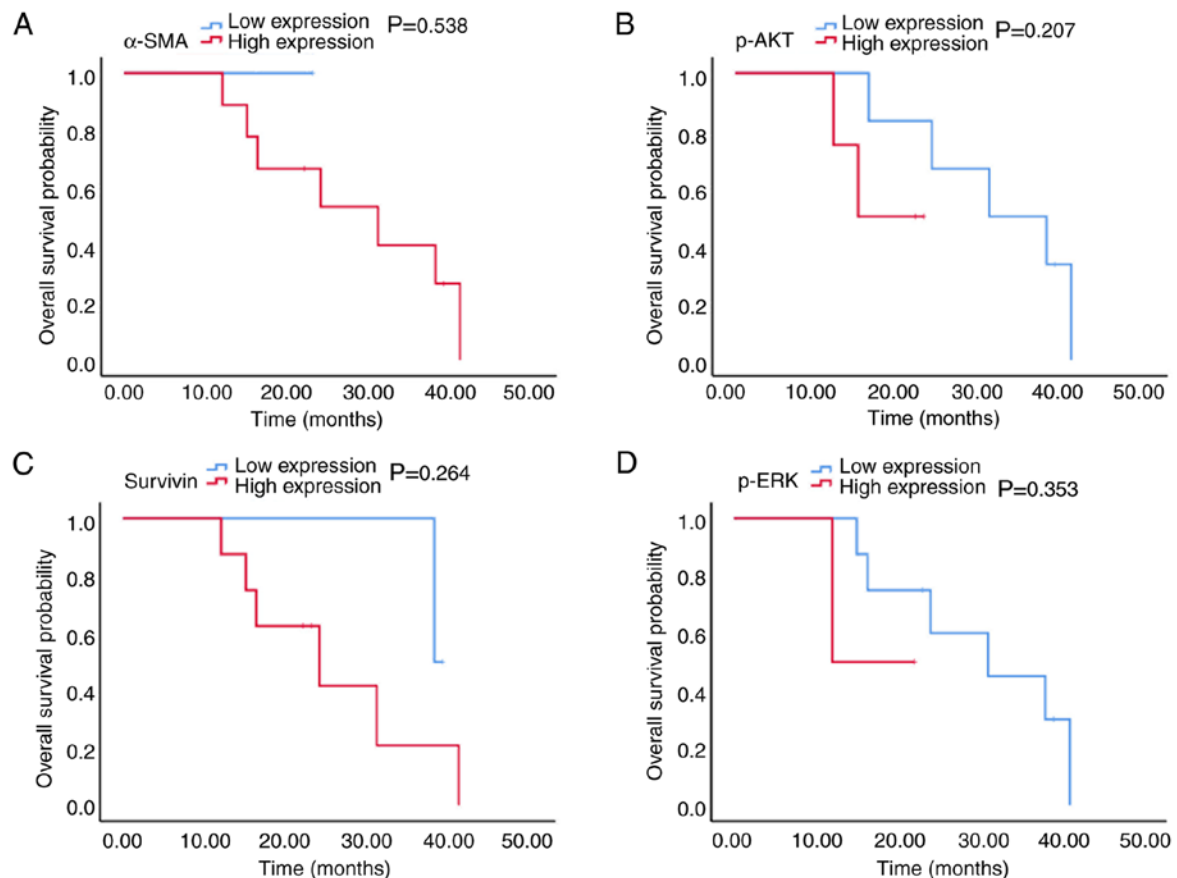 A
α-SMA
Low expression
High expression
P=0.538
Overall survival probability
1.0
0.8
0.6
0.4
0.2
0.0
0.00 10.00 20.00 30.00 40.00 50.00
Time (months)
B
p-AKT
Low expression
High expression
P=0.207
Overall survival probability
1.0
0.8
0.6
0.4
0.2
0.0
0.00 10.00 20.00 30.00 40.00 50.00
Time (months)
C
Survivin
Low expression
High expression
P=0.264
Overall survival probability
1.0
0.8
0.6
0.4
0.2
0.0
0.00 10.00 20.00 30.00 40.00 50.00
Time (months)
D
p-ERK
Low expression
High expression
P=0.353
Overall survival probability
1.0
0.8
0.6
0.4
0.2
0.0
0.00 10.00 20.00 30.00 40.00 50.00
Time (months)